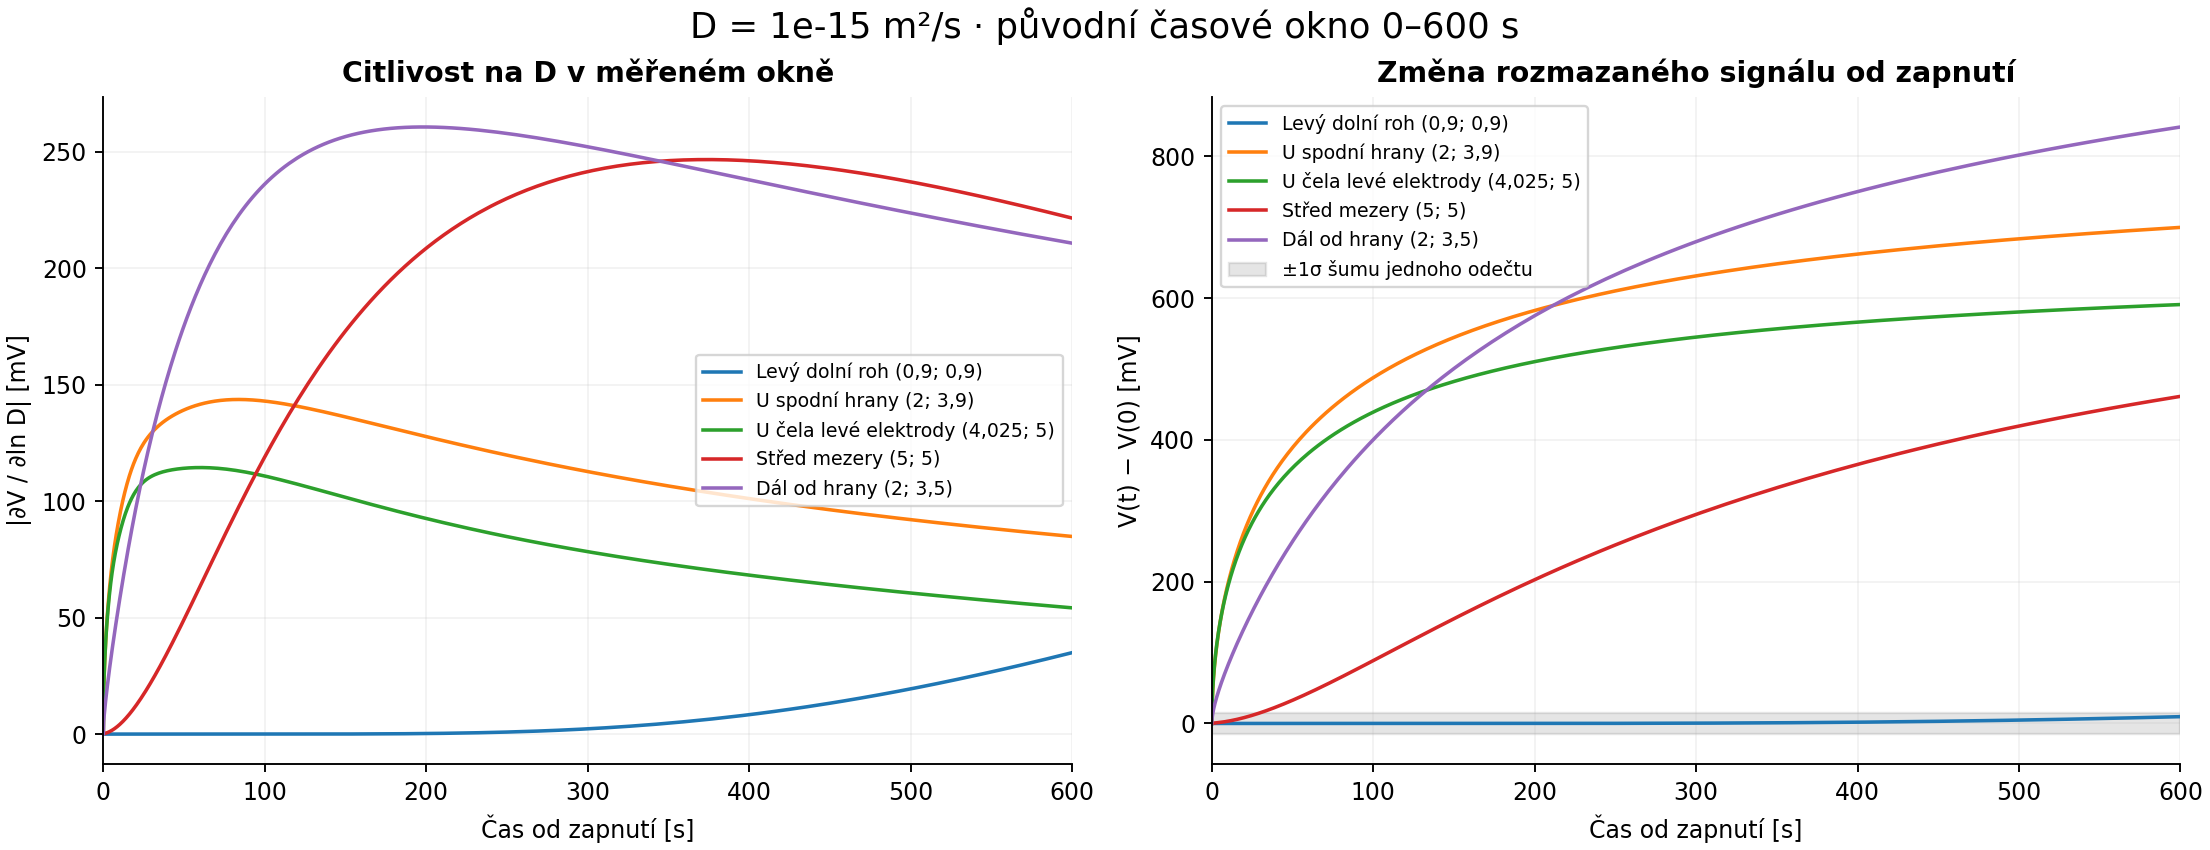 D = 1e-15 m²/s · původní časové okno 0–600 s
Citlivost na D v měřeném okně
|∂V / ∂ln D| [mV]
250
200
150
100
50
0
Levý dolní roh (0,9; 0,9)
U spodní hrany (2; 3,9)
U čela levé elektrody (4,025; 5)
Střed mezery (5; 5)
Dál od hrany (2; 3,5)
0 100 200 300 400 500 600
Čas od zapnutí [s]
Změna rozmazaného signálu od zapnutí
V(t) − V(0) [mV]
800
600
400
200
0
Levý dolní roh (0,9; 0,9)
U spodní hrany (2; 3,9)
U čela levé elektrody (4,025; 5)
Střed mezery (5; 5)
Dál od hrany (2; 3,5)
±1σ šumu jednoho odečtu
0 100 200 300 400 500 600
Čas od zapnutí [s]